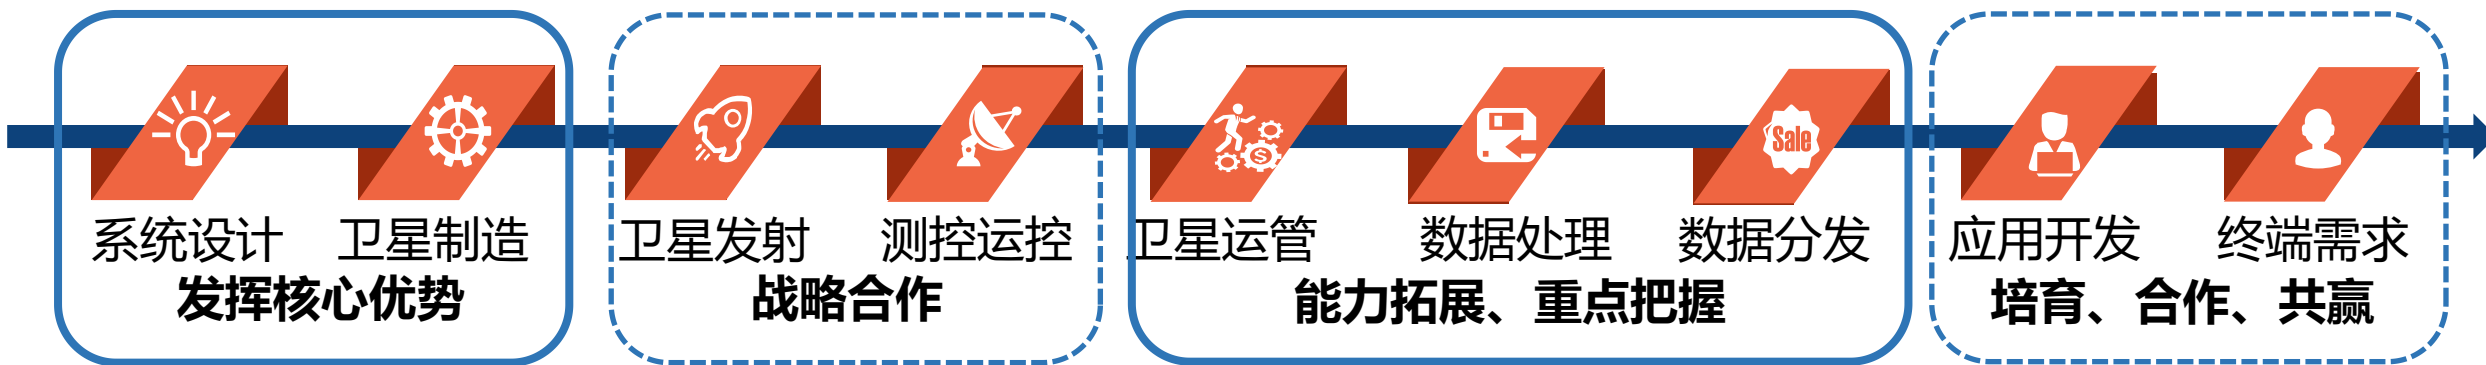 Sale
系统设计 卫星制造 卫星发射 测控运控 卫星运管 数据处理 数据分发 应用开发 终端需求
发挥核心优势 战略合作 能力拓展、重点把握 培育、合作、共赢